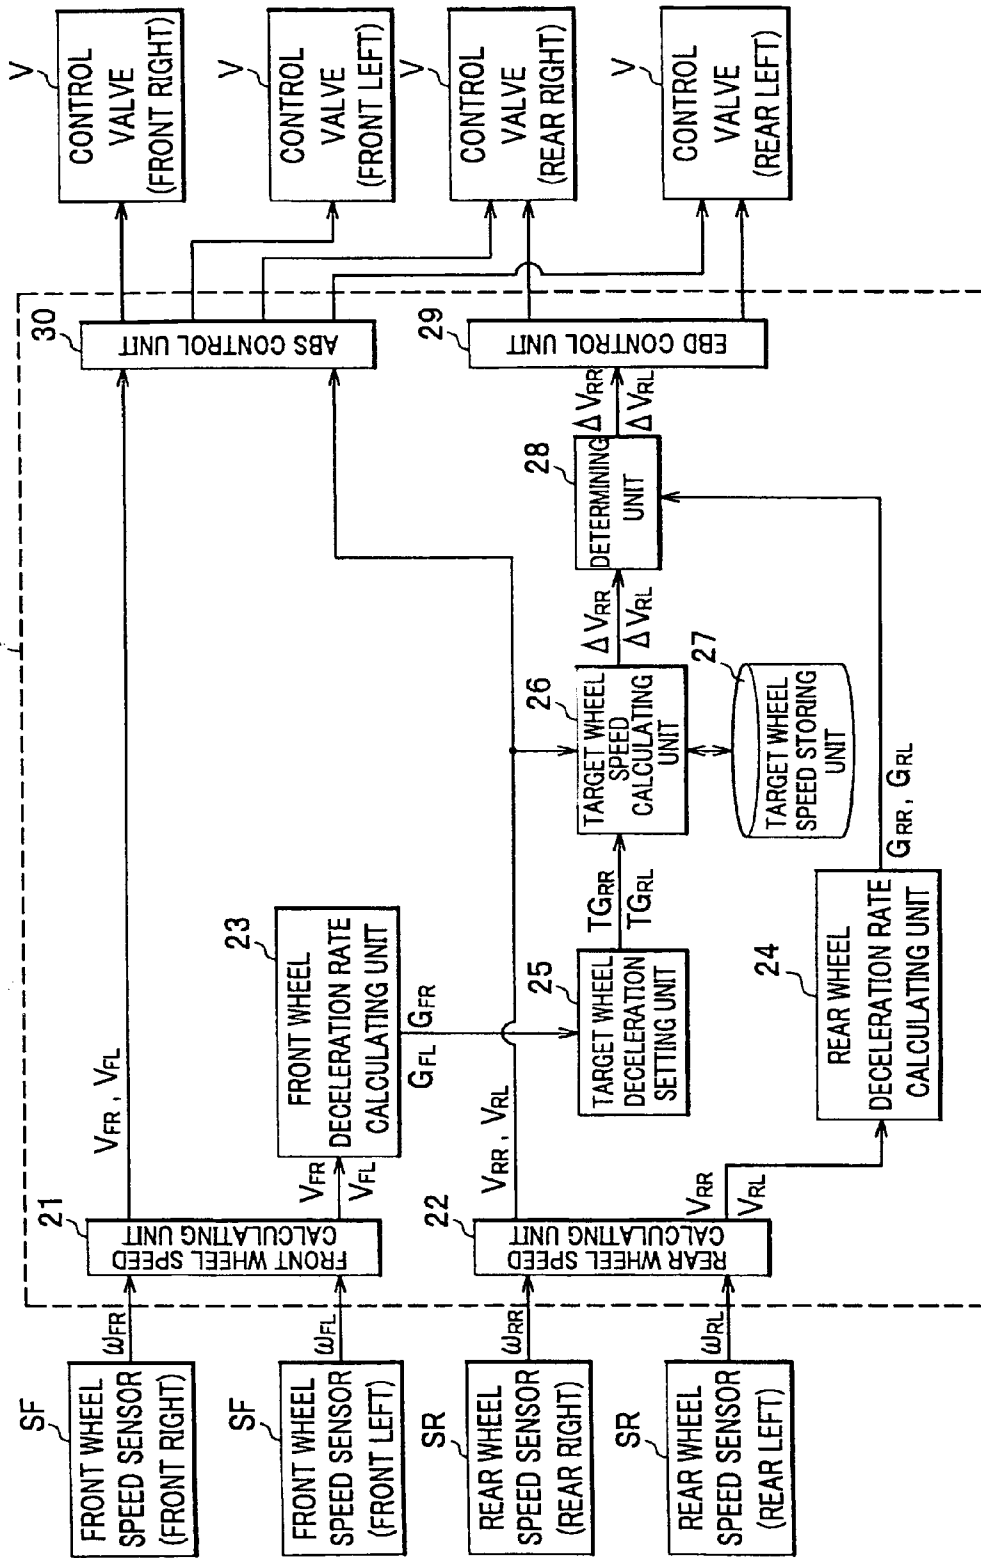 SF
FRONT WHEEL
SPEED SENSOR
(FRONT RIGHT)
SF
FRONT WHEEL
SPEED SENSOR
(FRONT LEFT)
SR
REAR WHEEL
SPEED SENSOR
(REAR RIGHT)
SR
REAR WHEEL
SPEED SENSOR
(REAR LEFT)
ωFR
ωFL
ωRR
ωRL
21
FRONT WHEEL SPEED
CALCULATING UNIT
22
REAR WHEEL SPEED
CALCULATING UNIT
VFR , VFL
VFR
VFL
VRR , VRL
VRR
VRL
23
FRONT WHEEL
DECELERATION RATE
CALCULATING UNIT
GFL
GFR
25
TARGET WHEEL
DECELERATION
SETTING UNIT
24
REAR WHEEL
DECELERATION RATE
CALCULATING UNIT
TGRR
TGRL
GRR , GRL
26
TARGET WHEEL
SPEED
CALCULATING
UNIT
27
TARGET WHEEL
SPEED STORING
UNIT
ΔVRR
ΔVRL
28
DETERMINING
UNIT
ΔVRR
ΔVRL
30
ABS CONTROL UNIT
29
EBD CONTROL UNIT
V
CONTROL
VALVE
(FRONT RIGHT)
V
CONTROL
VALVE
(FRONT LEFT)
V
CONTROL
VALVE
(REAR RIGHT)
V
CONTROL
VALVE
(REAR LEFT)